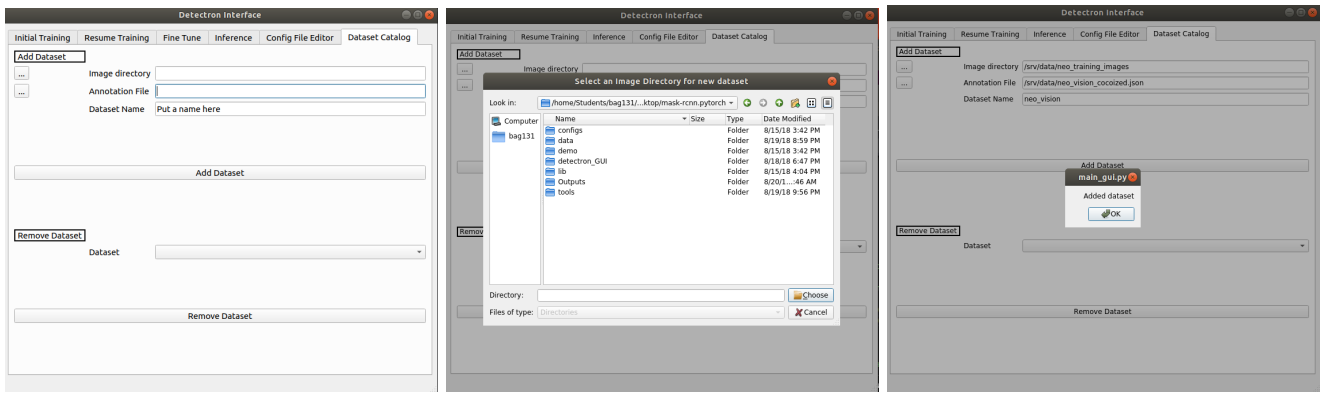 Detectron Interface
Initial Training Resume Training Fine Tune Inference Config File Editor Dataset Catalog
Add Dataset
... Image directory
... Annotation File
Dataset Name Put a name here
Add Dataset
Remove Dataset
Dataset
Remove Dataset
Detectron Interface
Initial Training Resume Training Inference Config File Editor Dataset Catalog
Add Dataset
... Image directory
...
Select an Image Directory for new dataset
Look in: /home/Students/bag131/...ktop/mask-rcnn.pytorch
Computer
bag131
Name Size Type Date Modified
configs Folder 8/15/18 3:42 PM
data Folder 8/19/18 8:59 PM
demo Folder 8/15/18 3:42 PM
detectron_GUI Folder 8/18/18 6:47 PM
lib Folder 8/15/18 4:04 PM
Outputs Folder 8/20/1...:46 AM
tools Folder 8/19/18 9:56 PM
Directory: Choose
Files of type: Directories Cancel
Remov
Detectron Interface
Initial Training Resume Training Inference Config File Editor Dataset Catalog
Add Dataset
... Image directory /srv/data/neo_training_images
... Annotation File /srv/data/neo_vision_cocoized.json
Dataset Name neo_vision
Add Dataset
main_gui.py
Added dataset
OK
Remove Dataset
Dataset
Remove Dataset